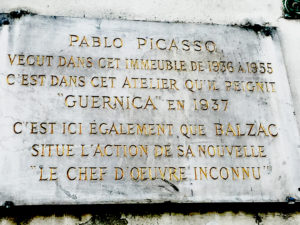 PABLO PICASSO
VECUT DANS CET IMMEUBLE DE 1936 A 1955
C'EST DANS CET ATELIER QU'IL PEIGNIT
"GUERNICA" EN 1937
C'EST ICI ÉGALEMENT QUE BALZAC
SITUE L'ACTION DE SA NOUVELLE
"LE CHEF D'ŒUVRE INCONNU"